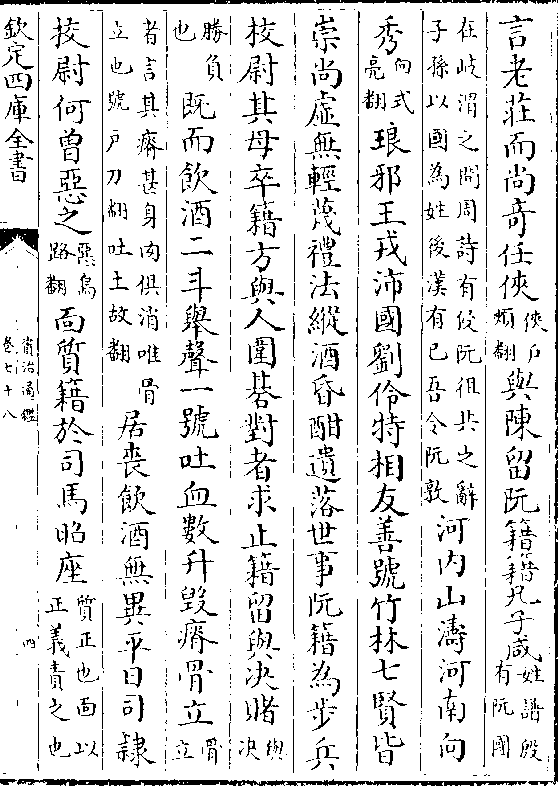 言老莊而尚竒任俠俠户頰翻與陳留阮籍籍兄子咸姓譜殷有阮國
在岐渭之間周詩有侵阮徂共之辭子孫以國為姓後漢有已吾令阮敦河内山濤河南向
秀向式亮翻琅邪王戎沛國劉伶特相友善號竹林七賢皆
崇尚虛無輕蔑禮法縱酒昏酣遺落世事阮籍為步兵
校尉其母卒籍方與人圍棊對者求止籍留與决賭與决
勝負也既而飲酒二斗舉聲一號吐血數升毀瘠骨立骨立
者言其瘠甚身肉俱消唯骨立也號戶刀翻吐土故翻居喪飲酒無異平日司隸
校尉何曾惡之惡烏路翻面質籍於司馬昭座質正也面以正義責之也
欽定四庫全書
資治通鑑
卷七十八
四